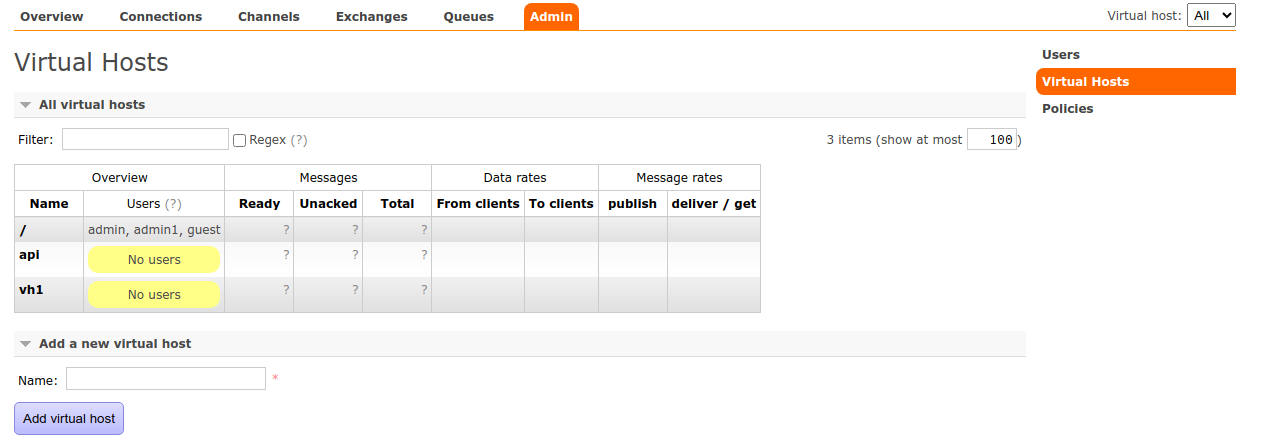 Overview Connections Channels Exchanges Queues Admin Virtual host: All
Virtual Hosts
Users
Virtual Hosts
Policies
All virtual hosts
Filter: Regex (?) 3 items (show at most 100)
Overview Messages Data rates Message rates
Name Users (?) Ready Unacked Total From clients To clients publish deliver / get
/ admin, admin1, guest ? ? ?
api No users ? ? ?
vh1 No users ? ? ?
Add a new virtual host
Name: *
Add virtual host